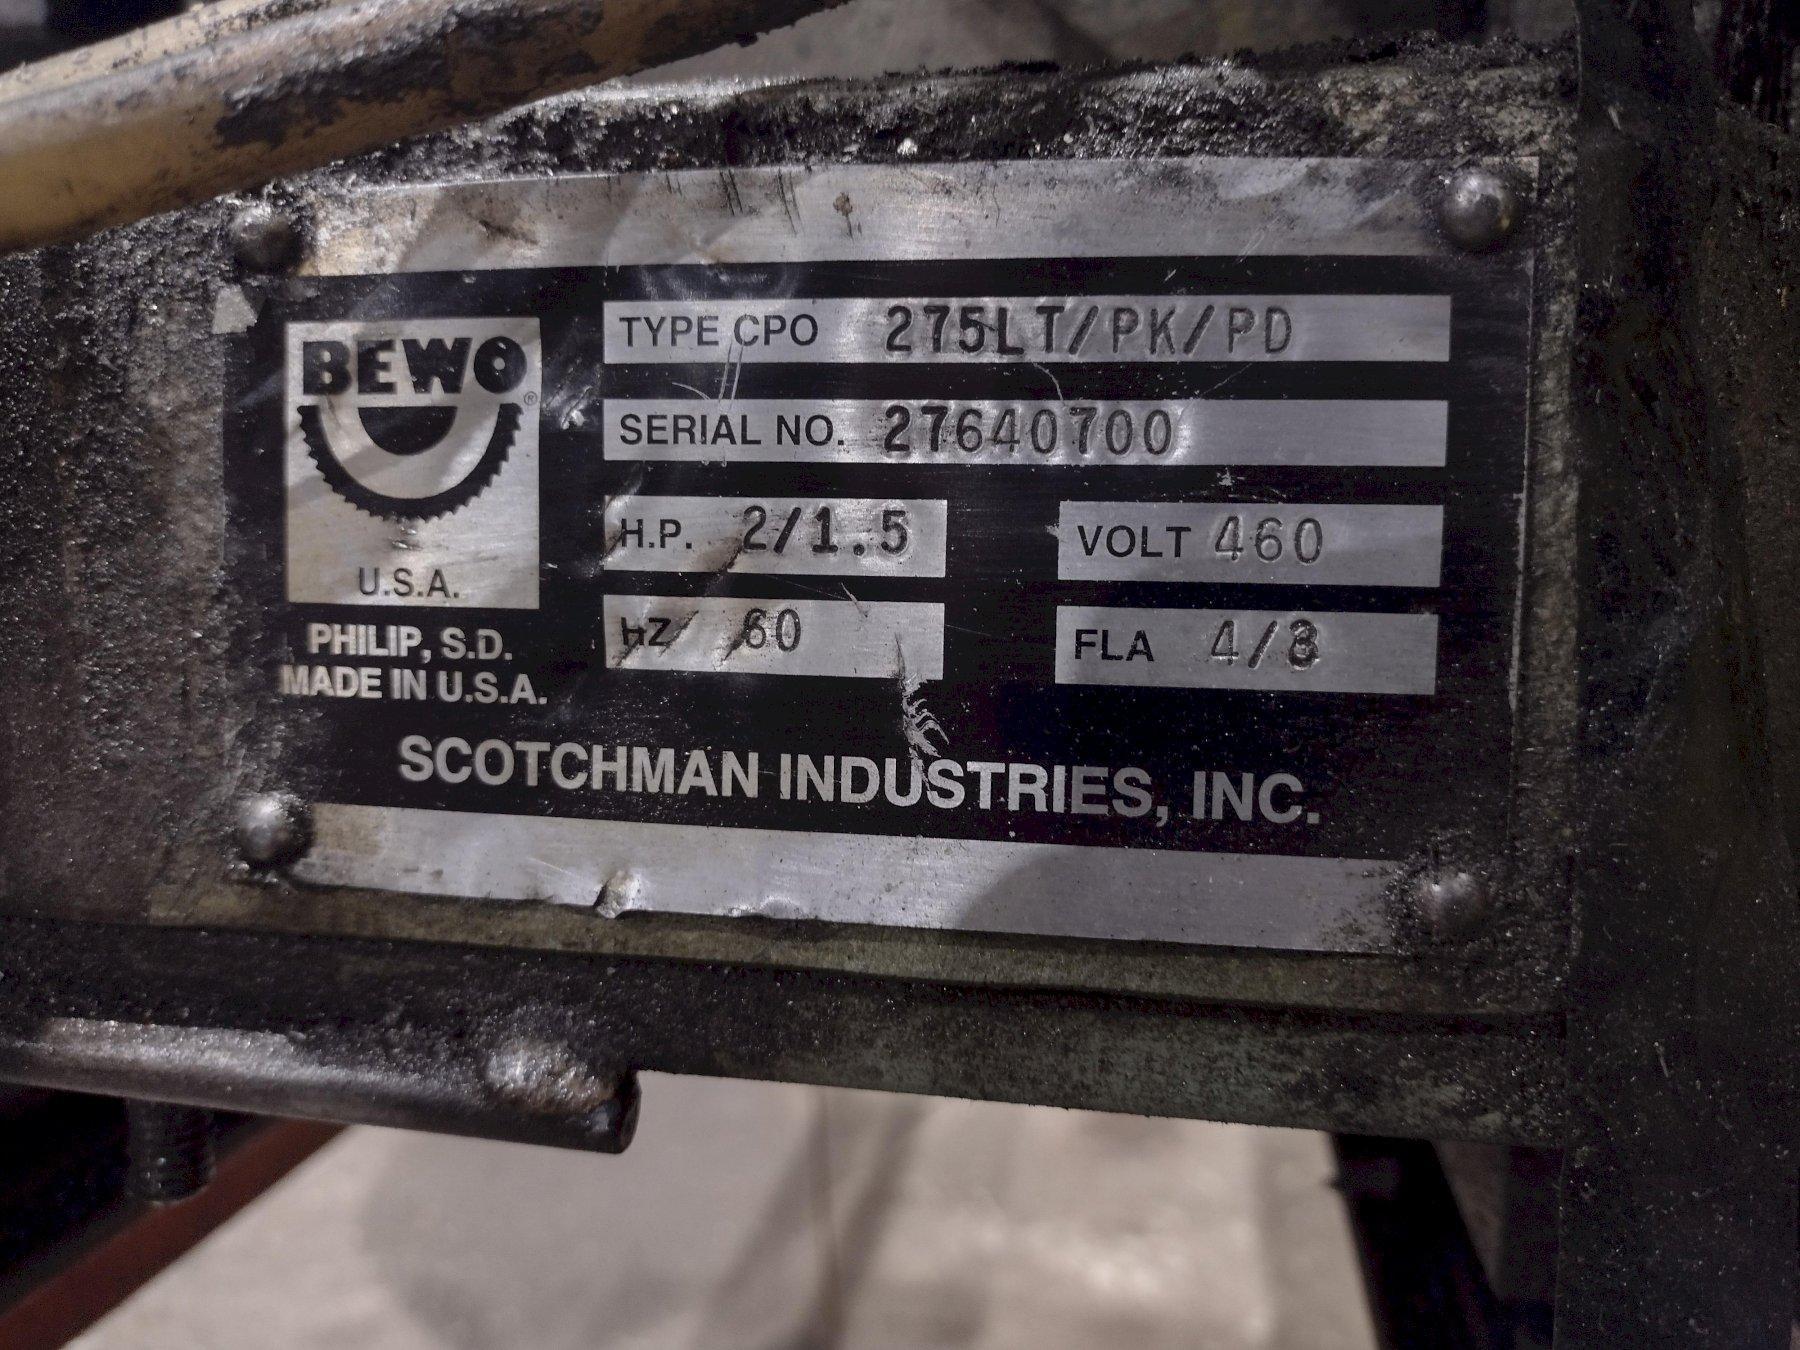 BEWO
®
U.S.A.
PHILIP, S.D.
MADE IN U.S.A.
TYPE CPO 275LT/PK/PD
SERIAL NO. 27640700
H.P. 2/1.5
VOLT 460
HZ 60
FLA 4/3
SCOTCHMAN INDUSTRIES, INC.